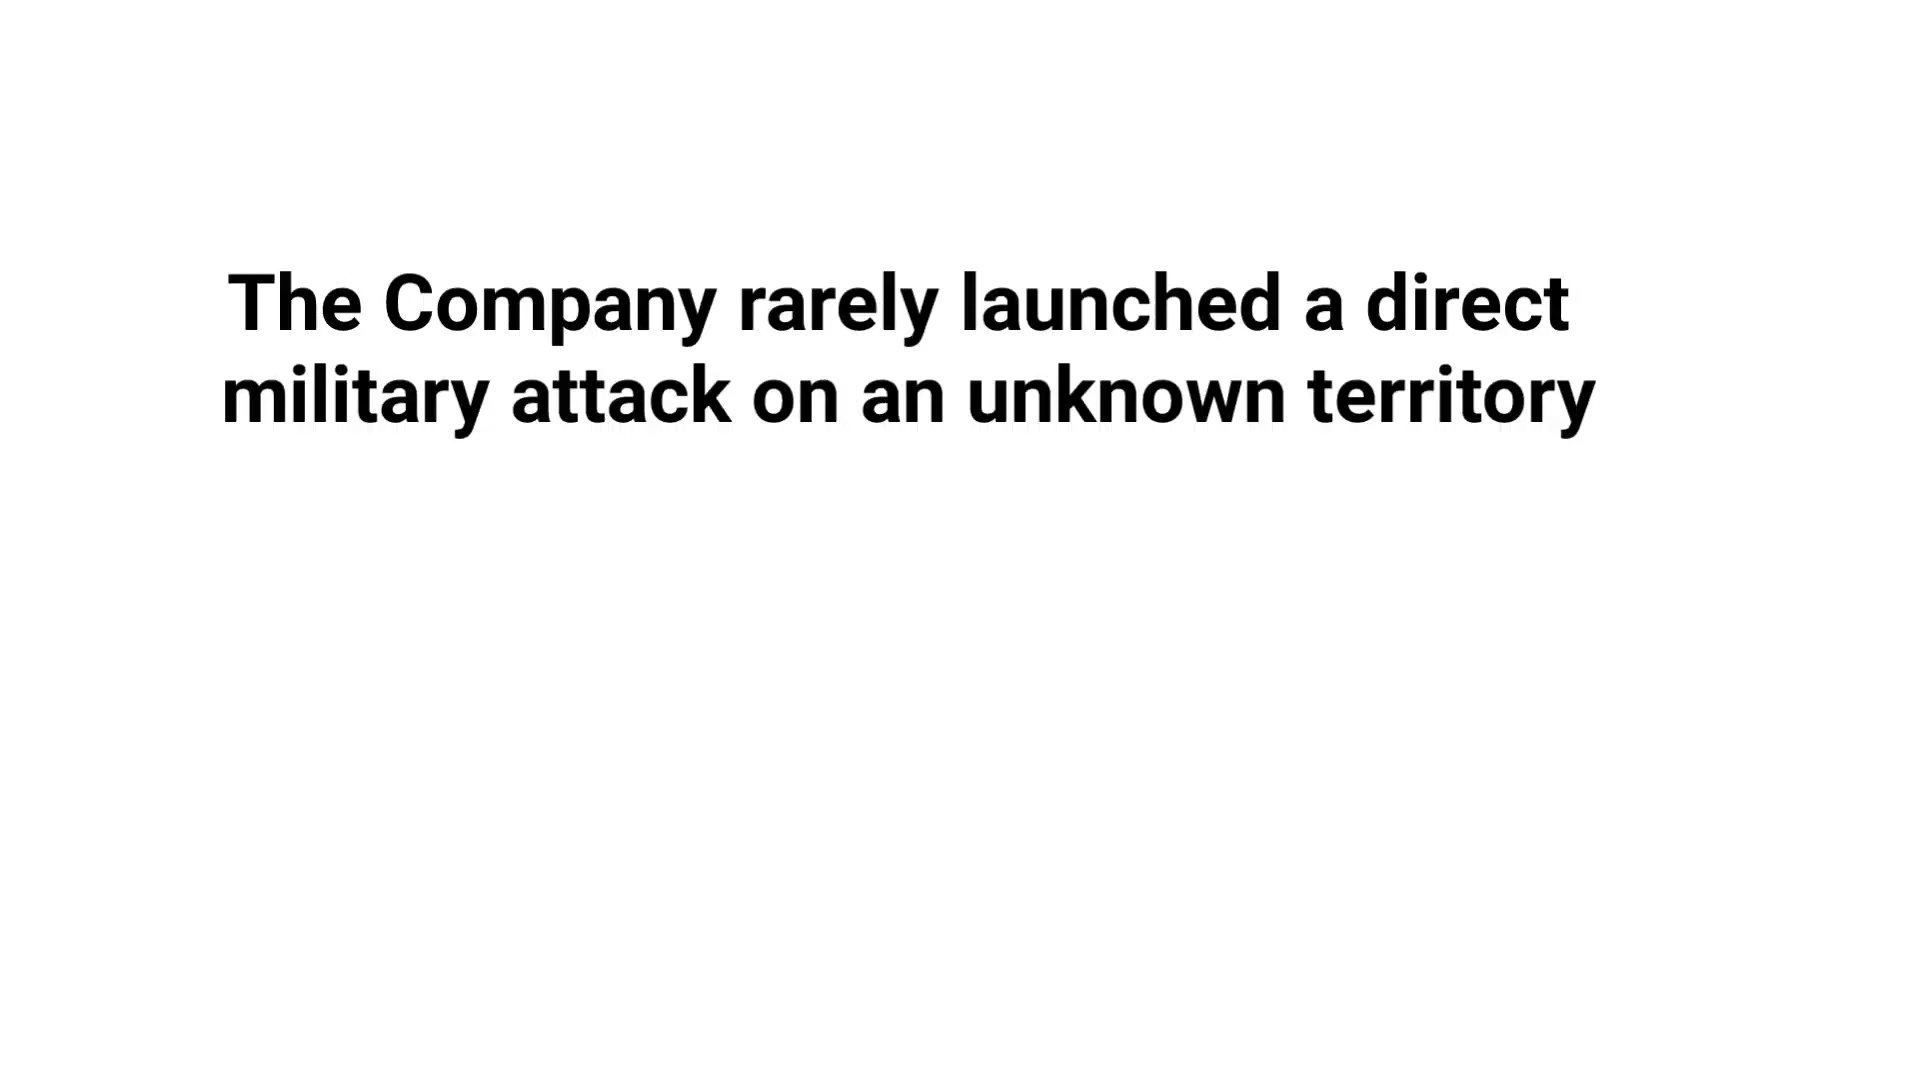 The Company rarely launched a direct
military attack on an unknown territory